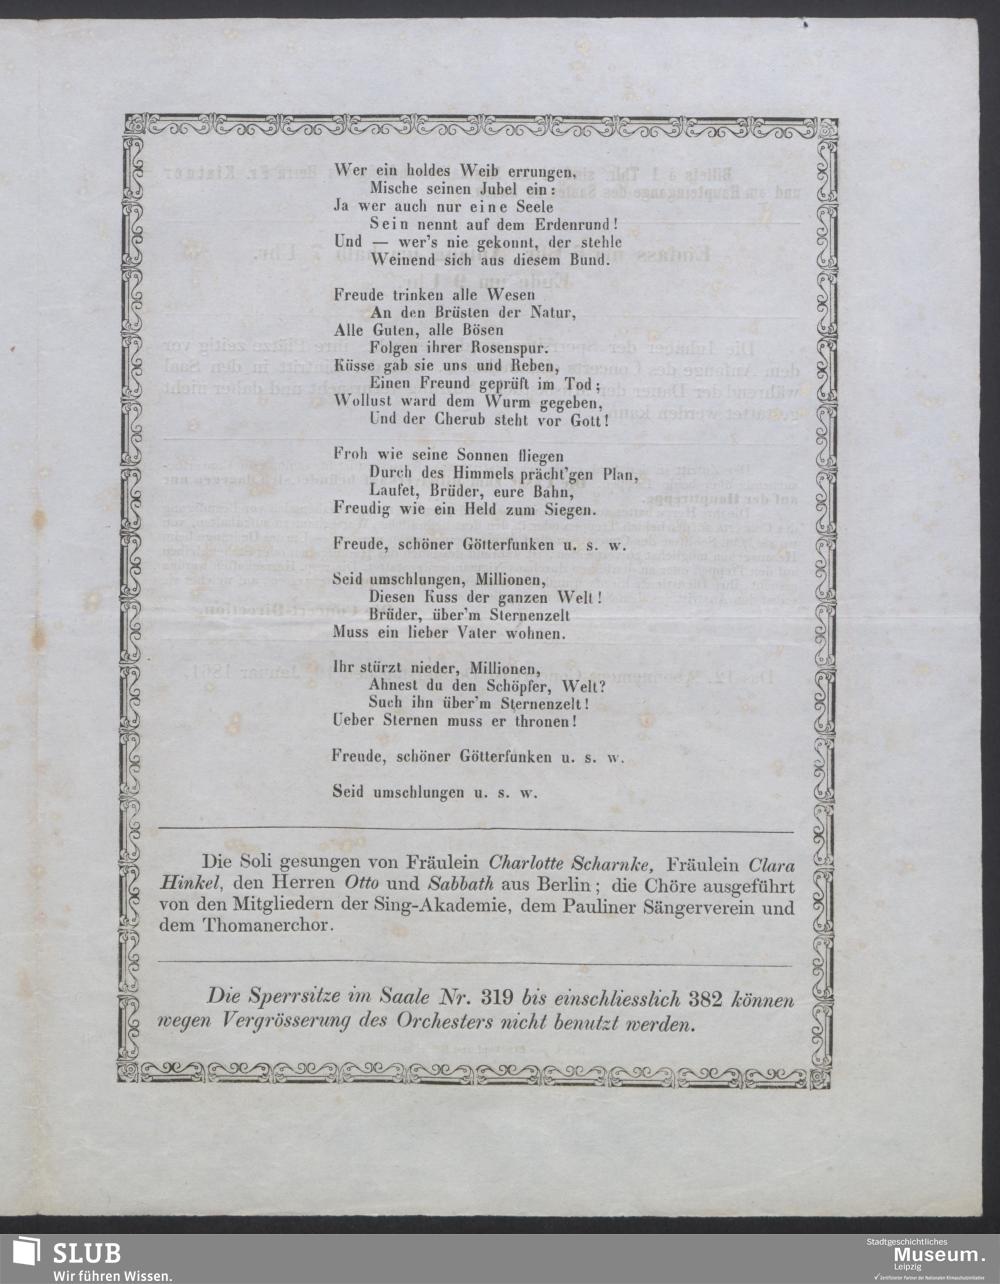 Wer ein holdes Weib errungen,
Mische seinen Jubel ein:
Ja wer auch nur eine Seele
Sein nennt auf dem Erdenrund!
Und — wer's nie gekonnt, der stehle
Weinend sich aus diesem Bund.
Freude trinken alle Wesen
An den Brüsten der Natur,
Alle Guten, alle Bösen
Folgen ihrer Rosenspur.
Küsse gab sie uns und Reben,
Einen Freund geprüft im Tod;
Wollust ward dem Wurm gegeben,
Und der Cherub steht vor Gott!
Froh wie seine Sonnen fliegen
Durch des Himmels prächt'gen Plan,
Laufet, Brüder, eure Bahn,
Freudig wie ein Held zum Siegen.
Freude, schöner Götterfunken u. s. w.
Seid umschlungen, Millionen,
Diesen Kuss der ganzen Welt!
Brüder, über'm Sternenzelt
Muss ein lieber Vater wohnen.
Ihr stürzt nieder, Millionen,
Ahnest du den Schöpfer, Welt?
Such ihn über'm Sternenzelt!
Ueber Sternen muss er thronen!
Freude, schöner Götterfunken u. s. w.
Seid umschlungen u. s. w.
Die Soli gesungen von Fräulein Charlotte Scharnke, Fräulein Clara
Hinkel, den Herren Otto und Sabbath aus Berlin; die Chöre ausgeführt
von den Mitgliedern der Sing-Akademie, dem Pauliner Sängerverein und
dem Thomanerchor.
Die Sperrsitze im Saale Nr. 319 bis einschliesslich 382 können
wegen Vergrösserung des Orchesters nicht benutzt werden.
SLUB
Wir führen Wissen.
Stadtgeschichtliches
Museum.
Leipzig
Zertifizierter Partner der Nationalen Klimaschutzinitiative